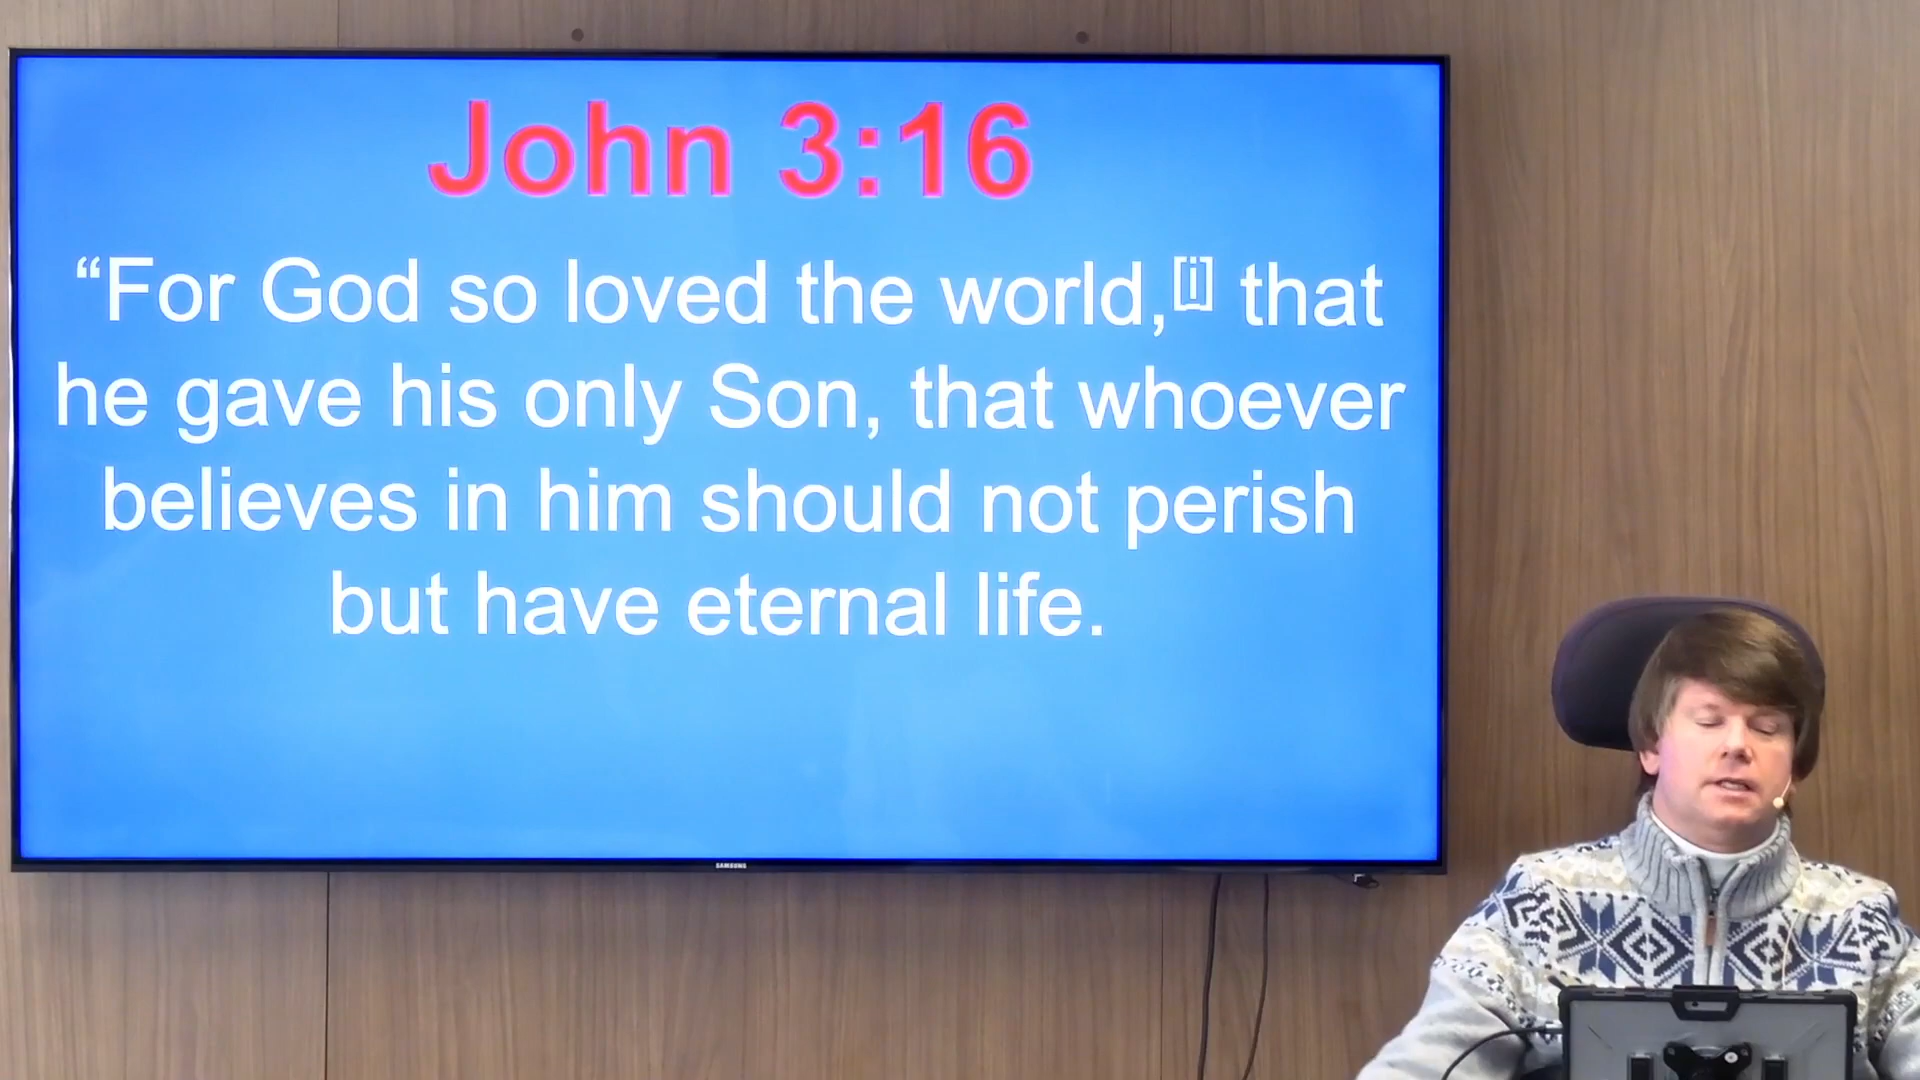 John 3:16
“For God so loved the world,[i] that
he gave his only Son, that whoever
believes in him should not perish
but have eternal life.
SAMSUNG